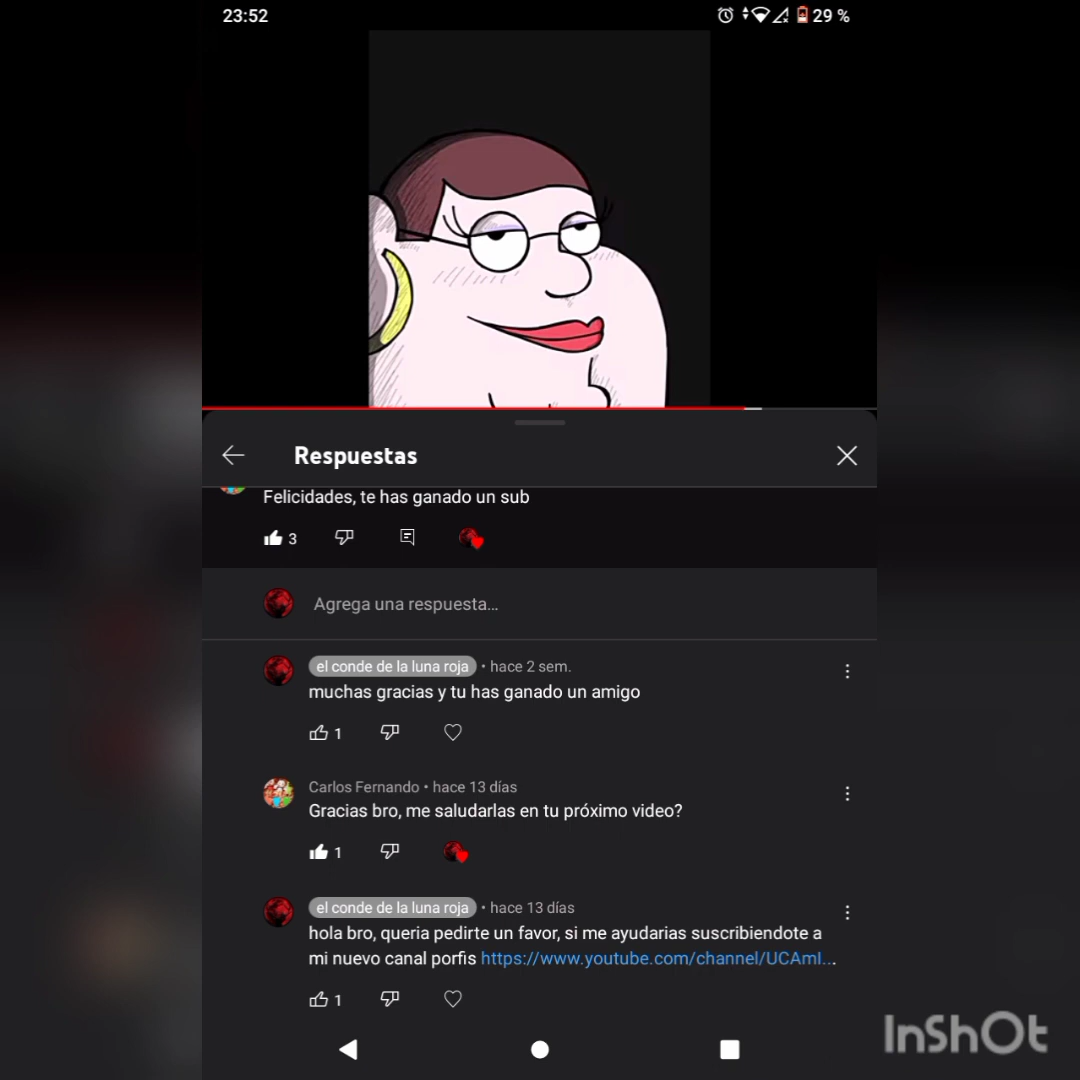 23:52
29 %
Respuestas
Felicidades, te has ganado un sub
3
Agrega una respuesta...
el conde de la luna roja • hace 2 sem.
muchas gracias y tu has ganado un amigo
1
Carlos Fernando • hace 13 días
Gracias bro, me saludarlas en tu próximo video?
1
el conde de la luna roja • hace 13 días
hola bro, queria pedirte un favor, si me ayudarias suscribiendote a
mi nuevo canal porfis https://www.youtube.com/channel/UCAmI...
1
InShOt